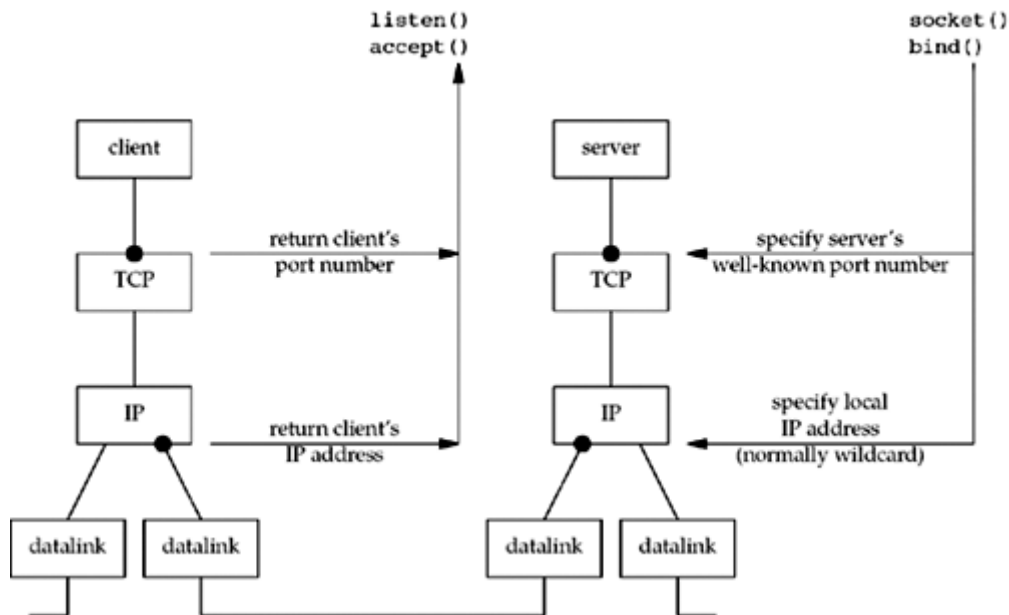 listen()
accept()
socket()
bind()
client
server
return client's
port number
specify server's
well-known port number
TCP
TCP
IP
IP
return client's
IP address
specify local
IP address
(normally wildcard)
datalink
datalink
datalink
datalink